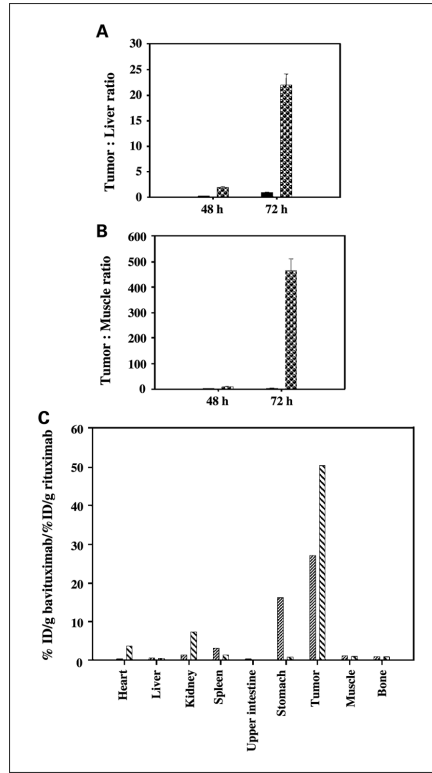 A
Tumor : Liver ratio
30
25
20
15
10
5
0
48 h 72 h
B
Tumor : Muscle ratio
600
500
400
300
200
100
0
48 h 72 h
C
% ID/g bavituximab/%ID/g rituximab
60
50
40
30
20
10
0
Heart
Liver
Kidney
Spleen
Upper intestine
Stomach
Tumor
Muscle
Bone